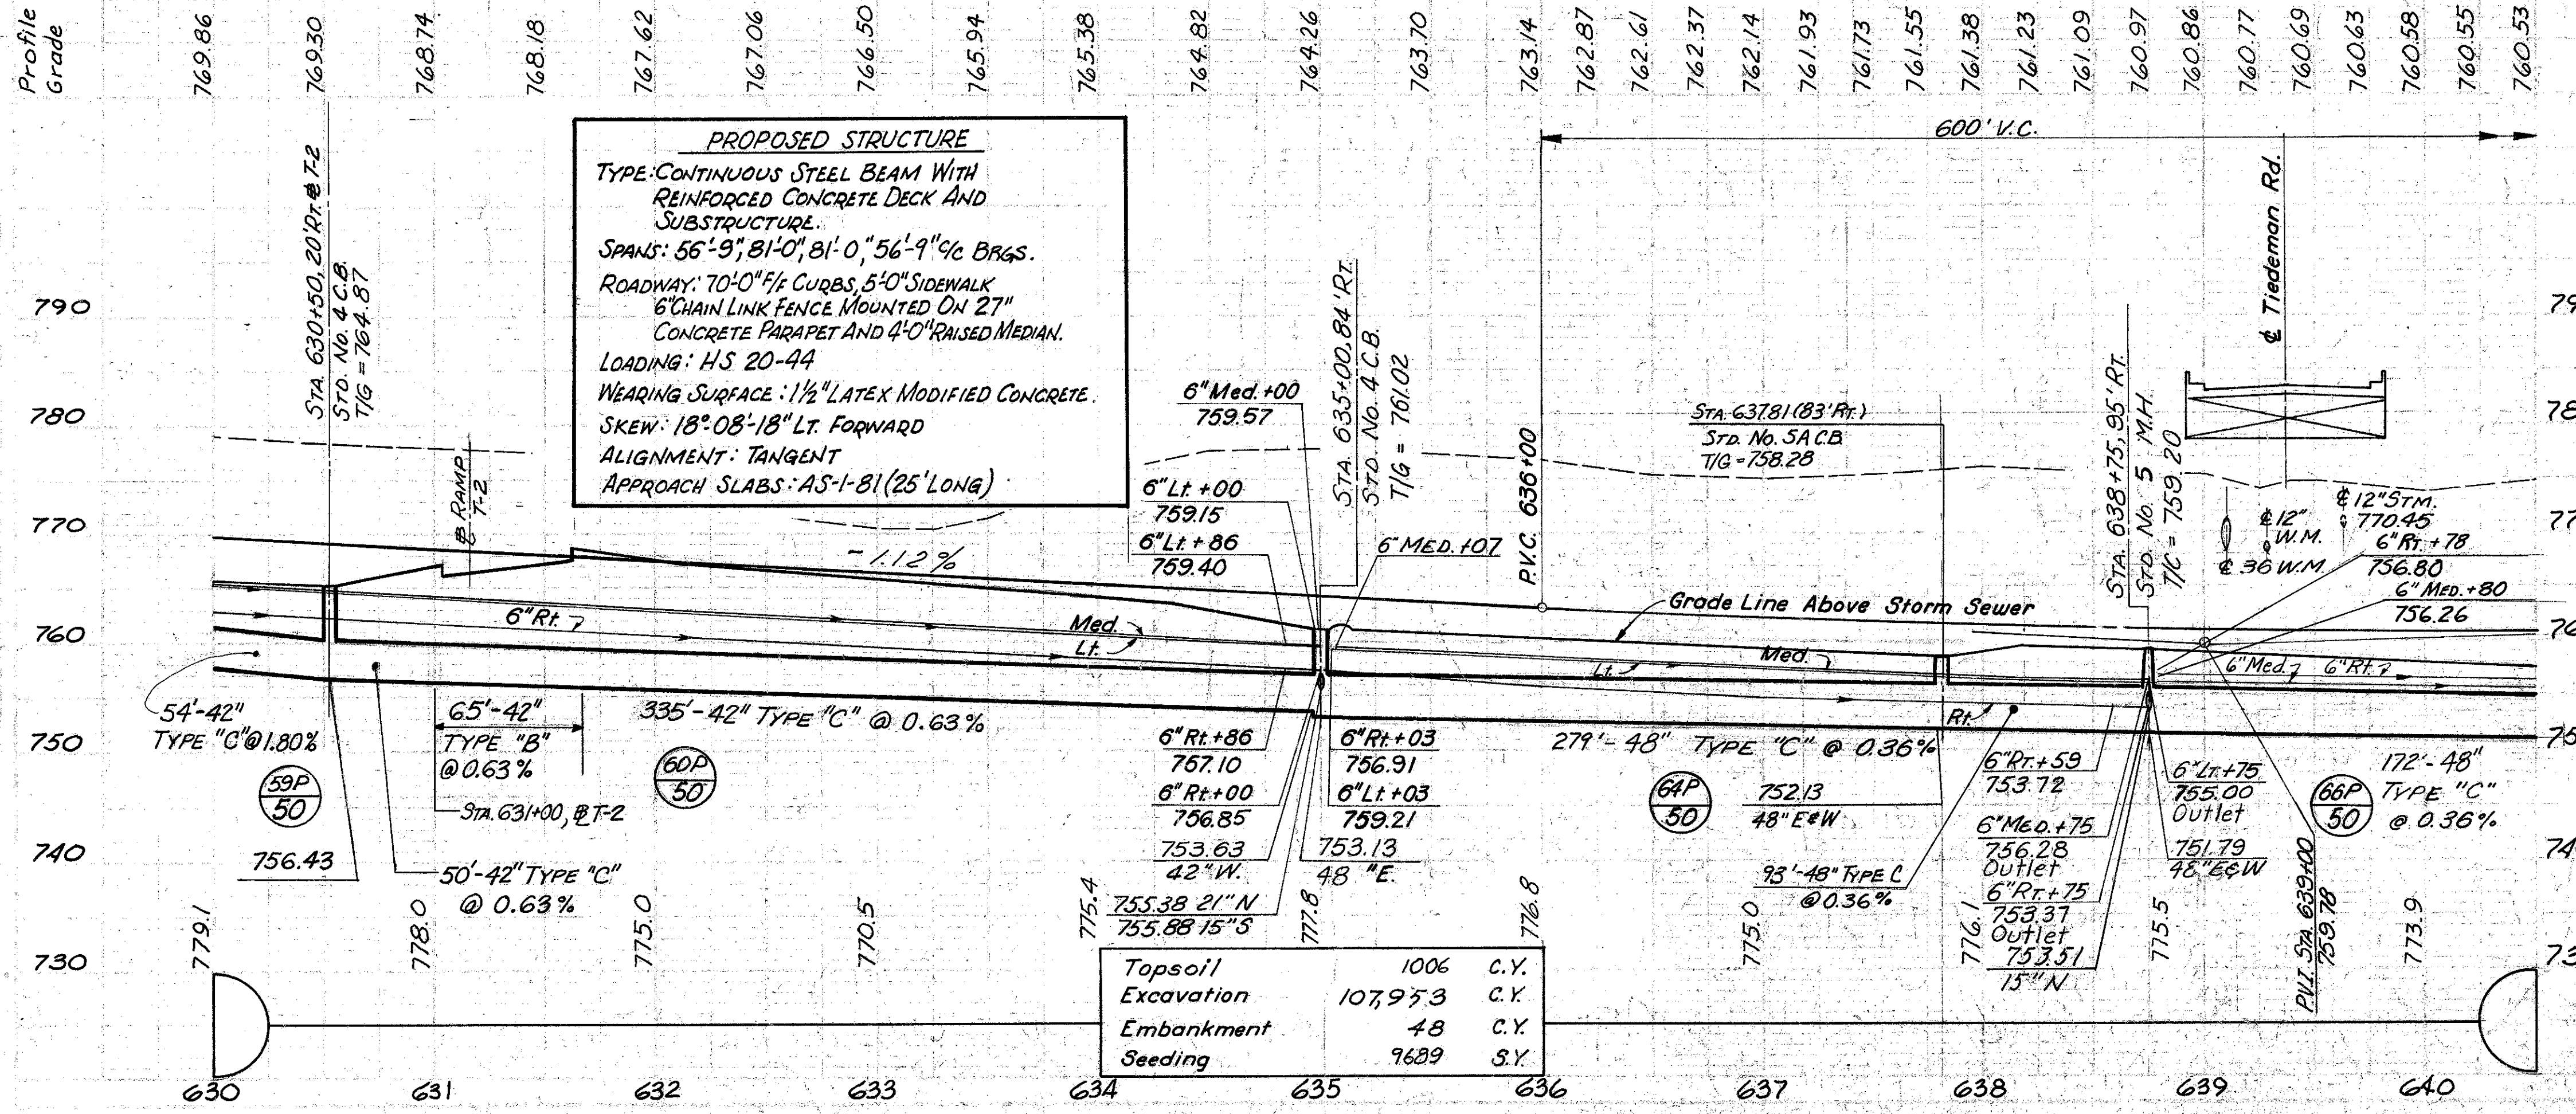 Profile
Grade
769.86
769.30
768.74
768.18
767.62
767.06
766.50
765.94
765.38
764.82
764.26
763.70
763.14
762.87
762.61
762.37
762.14
761.93
761.73
761.55
761.38
761.23
761.09
760.97
760.86
760.77
760.69
760.63
760.58
760.55
760.53
600' V.C.
PROPOSED STRUCTURE
TYPE: CONTINUOUS STEEL BEAM WITH
REINFORCED CONCRETE DECK AND
SUBSTRUCTURE.
SPANS: 56'-9", 81'-0", 81'-0", 56'-9" C/C BRGS.
ROADWAY: 70'-0" F/F CURBS, 5'-0" SIDEWALK
6" CHAIN LINK FENCE MOUNTED ON 27"
CONCRETE PARAPET AND 4'-0" RAISED MEDIAN.
LOADING: HS 20-44
WEARING SURFACE: 1½" LATEX MODIFIED CONCRETE.
SKEW: 18°-08'-18" LT. FORWARD
ALIGNMENT: TANGENT
APPROACH SLABS: AS-1-81 (25' LONG)
STA. 630+50, 20' RT. ℄ T-2
STD. No. 4 C.B.
T/G = 764.87
℄ RAMP
T-2
790
780
770
760
750
740
730
-1.12%
6" Med. +00
759.57
6" Lt. +00
759.15
6" Lt. + 86
759.40
STA. 635+00, 84' RT.
STD. No. 4 C.B.
T/G = 761.02
6" MED. +07
P.V.C. 636+00
STA. 637+81 (83' RT.)
STD. No. 5A C.B.
T/G = 758.28
Grade Line Above Storm Sewer
STA. 638+75, 95' RT.
STD. No. 5 M.H.
T/C = 759.20
℄ Tiedeman Rd.
℄ 12" STM.
770.45
℄ 12"
W.M.
℄ 36 W.M.
6" RT. +78
756.80
6" MED. +80
756.26
6" Rt.
Med.
Lt.
Lt.
Med.
Rt.
6" Med.
6" Rt.
54'-42"
TYPE "C" @ 1.80%
59P
50
756.43
65'-42"
TYPE "B"
@ 0.63%
STA. 631+00, ℄ T-2
50'-42" TYPE "C"
@ 0.63%
335'-42" TYPE "C" @ 0.63%
60P
50
6" Rt. +86
757.10
6" Rt. +00
756.85
753.63
42" W.
755.38 21" N
755.88 15" S
6" Rt. +03
756.91
6" Lt. +03
759.21
753.13
48" E.
279'-48" TYPE "C" @ 0.36%
64P
50
752.13
48" E&W
93'-48" TYPE C
@ 0.36%
6" RT. +59
753.72
6" MED. +75
756.28
Outlet
6" RT. +75
753.37
Outlet
753.51
15" N
6" LT. +75
755.00
Outlet
751.79
48" E&W
PVI. STA. 639+00
759.78
66P
50
172'-48"
TYPE "C"
@ 0.36%
779.1
778.0
775.0
770.5
775.4
777.8
776.8
775.0
776.1
775.5
773.9
Topsoil 1006 C.Y.
Excavation 107,953 C.Y.
Embankment 48 C.Y.
Seeding 9689 S.Y.
630
631
632
633
634
635
636
637
638
639
640